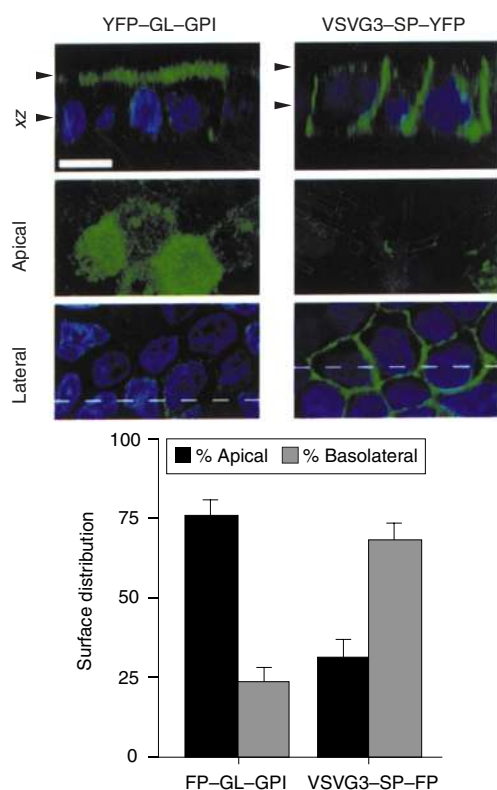 YFP–GL–GPI VSVG3–SP–YFP
xz
Apical
Lateral
100
75
50
25
0
Surface distribution
% Apical % Basolateral
FP–GL–GPI VSVG3–SP–FP